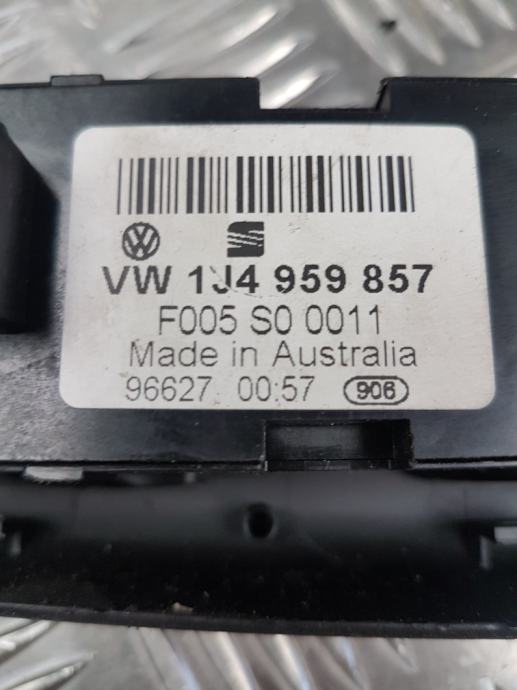 VW 1J4 959 857
F005 S0 0011
Made in Australia
96627 00:57 906